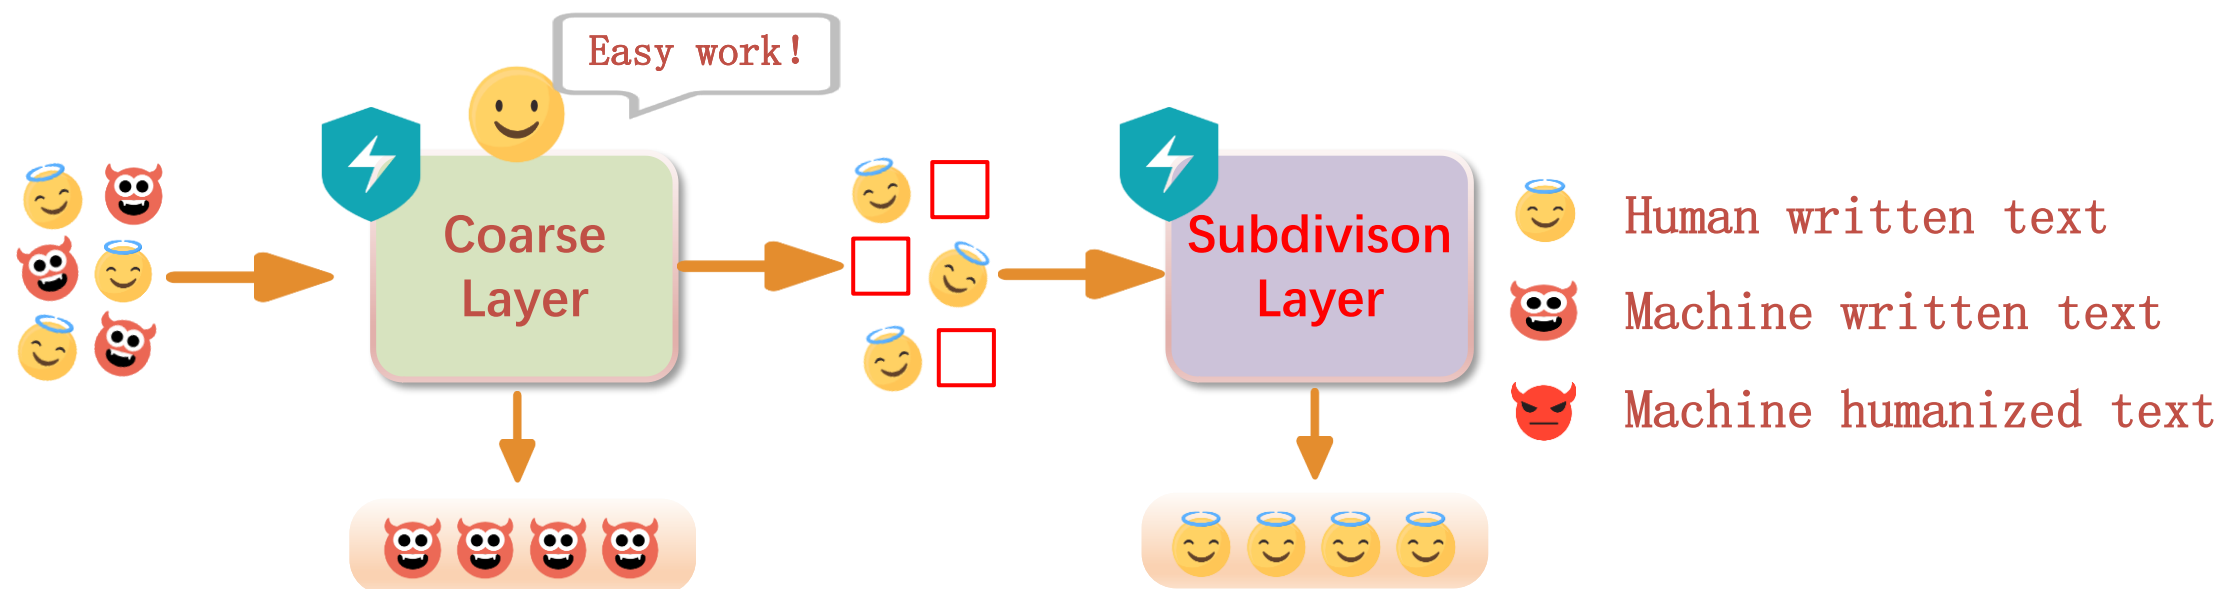 Easy work!
Coarse
Layer
Subdivison
Layer
Human written text
Machine written text
Machine humanized text